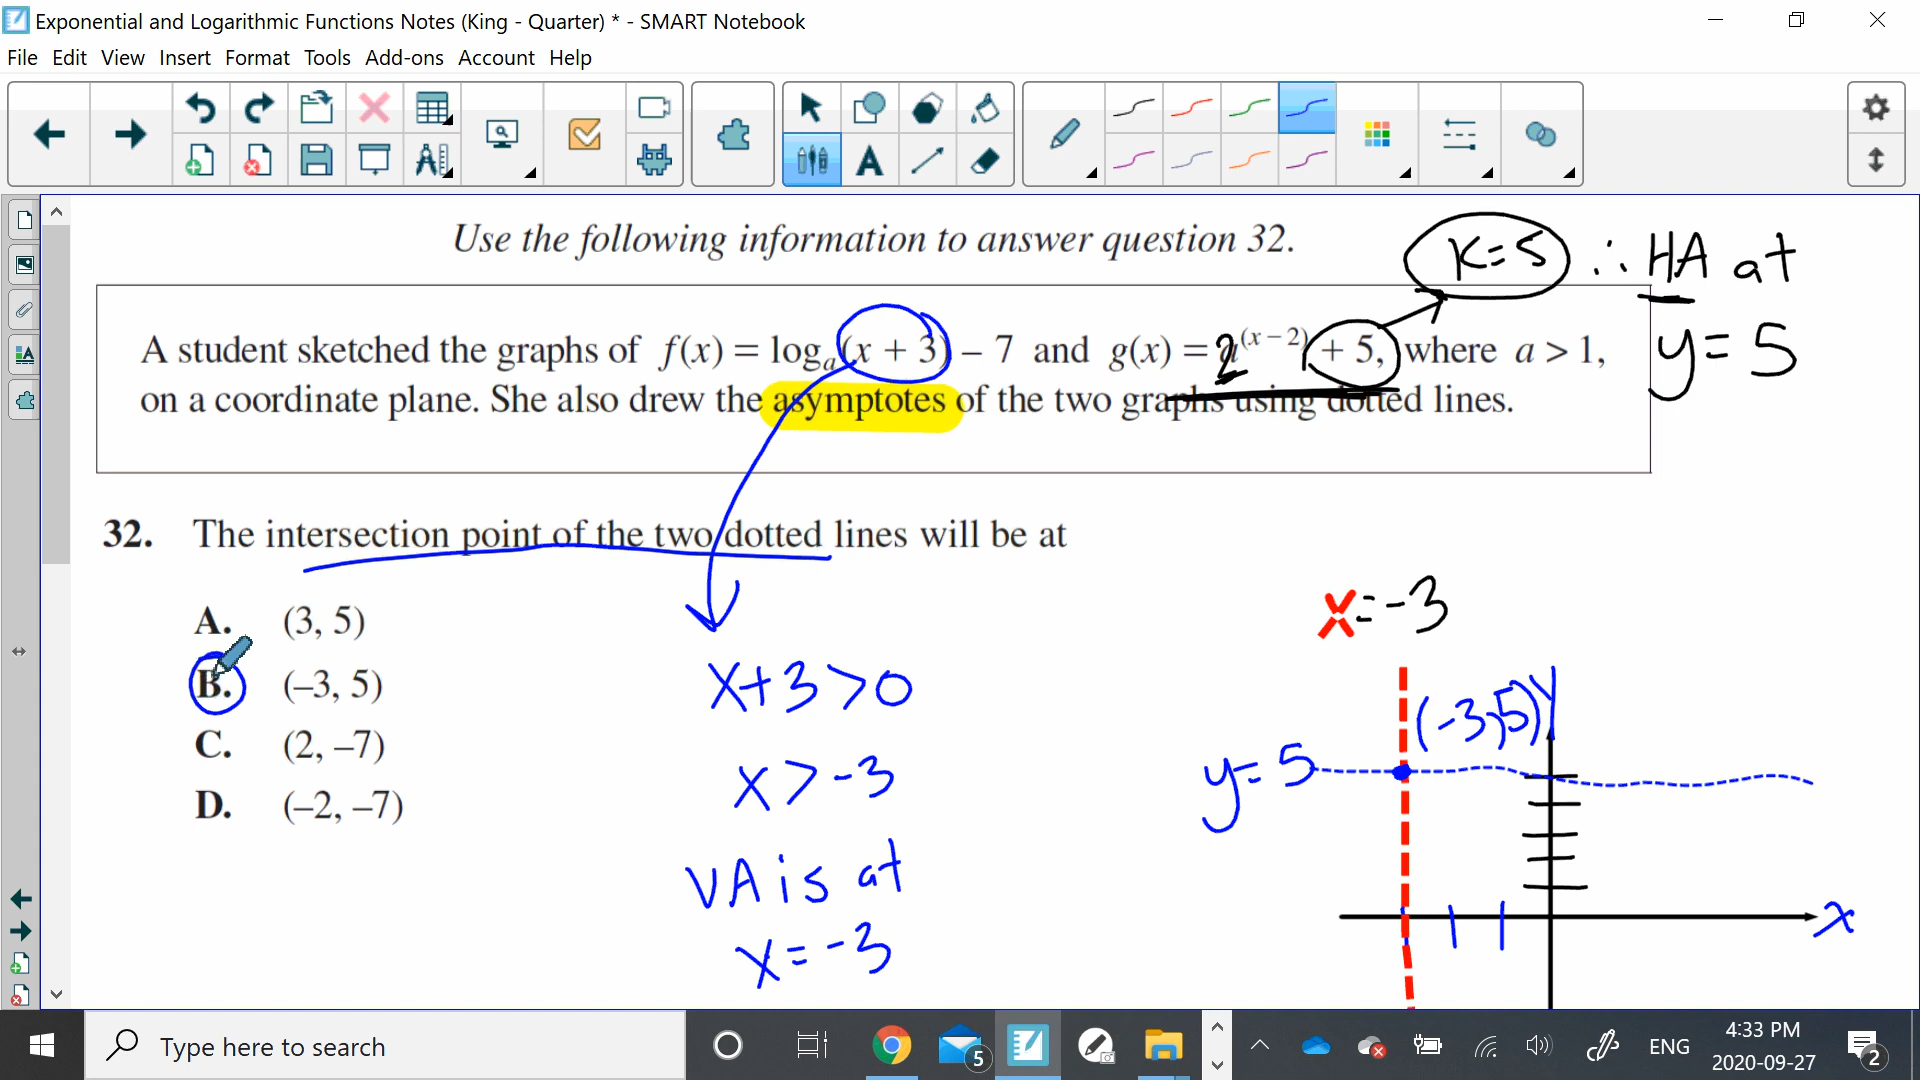 Exponential and Logarithmic Functions Notes (King - Quarter) * - SMART Notebook
File Edit View Insert Format Tools Add-ons Account Help
Use the following information to answer question 32.
K=5 ∴ HA at
y=5
A student sketched the graphs of f(x) = logₐ(x + 3) – 7 and g(x) = 2^(x – 2) + 5, where a > 1,
on a coordinate plane. She also drew the asymptotes of the two graphs using dotted lines.
32. The intersection point of the two dotted lines will be at
A. (3, 5)
B. (–3, 5)
C. (2, –7)
D. (–2, –7)
x+3>0
x>-3
VA is at
x=-3
x=-3
(-3,5) y
y=5
x
Type here to search
5
ENG
4:33 PM
2020-09-27
2